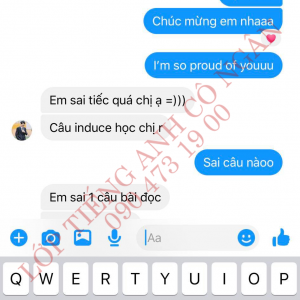 Chúc mừng em nhaaa
I'm so proud of youuu
Em sai tiếc quá chị ạ =)))
Câu induce học chị r
Sai câu nàoo
Em sai 1 câu bài đọc
Aa
Q W E R T Y U I O P
LỚP TIẾNG ANH CÔ NGÂN
090 473 19 00